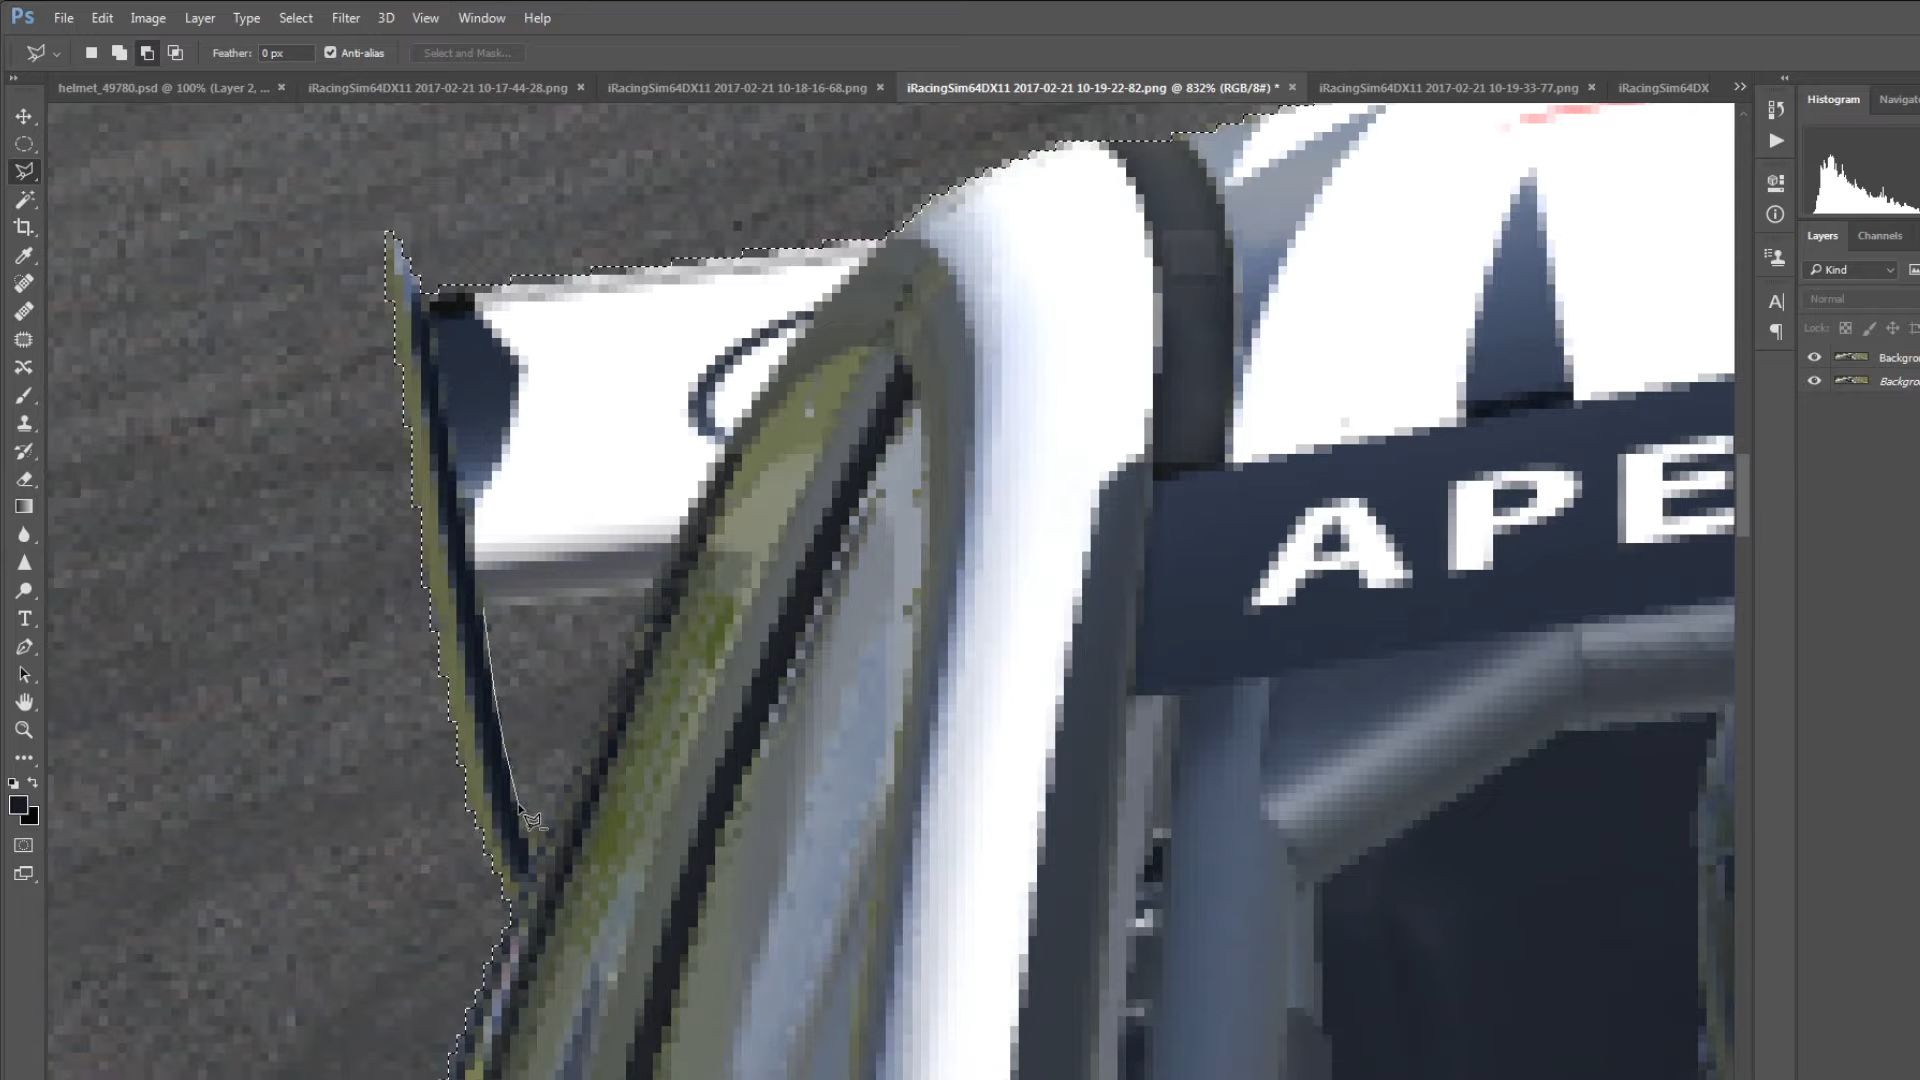 Ps File Edit Image Layer Type Select Filter 3D View Window Help
Feather: 0 px Anti-alias Select and Mask...
helmet_49780.psd @ 100% (Layer 2, ... × iRacingSim64DX11 2017-02-21 10-17-44-28.png × iRacingSim64DX11 2017-02-21 10-18-16-68.png × iRacingSim64DX11 2017-02-21 10-19-22-82.png @ 832% (RGB/8#) * × iRacingSim64DX11 2017-02-21 10-19-33-77.png × iRacingSim64DX
Histogram Navigato
Layers Channels
Kind
Normal
Lock:
Backgrou
Backgro
APE